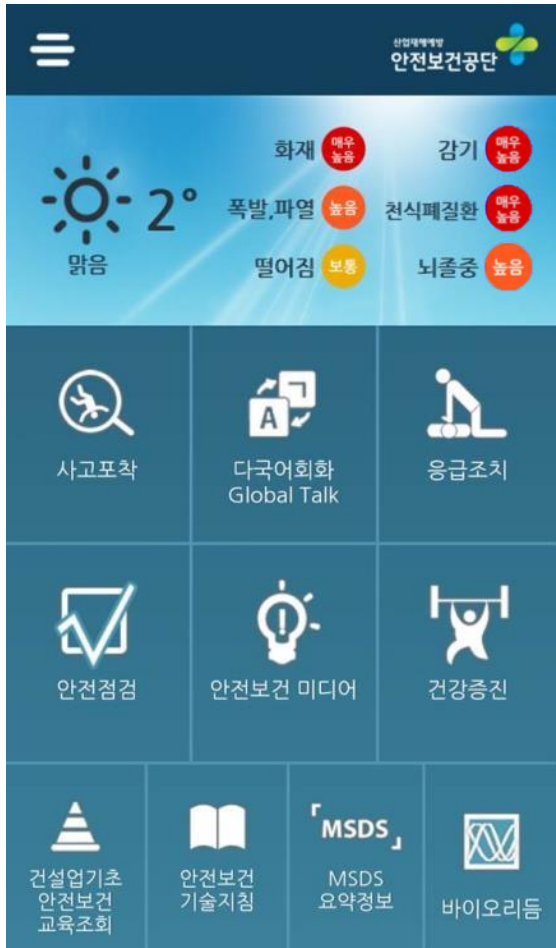 산업재해예방
안전보건공단
화재 매우 높음
감기 매우 높음
2°
폭발,파열 높음
천식폐질환 매우 높음
맑음
떨어짐 보통
뇌졸중 높음
사고포착
다국어회화
Global Talk
ㄱ
A
응급조치
안전점검
안전보건 미디어
건강증진
건설업기초
안전보건
교육조회
안전보건
기술지침
「MSDS」
MSDS
요약정보
바이오리듬